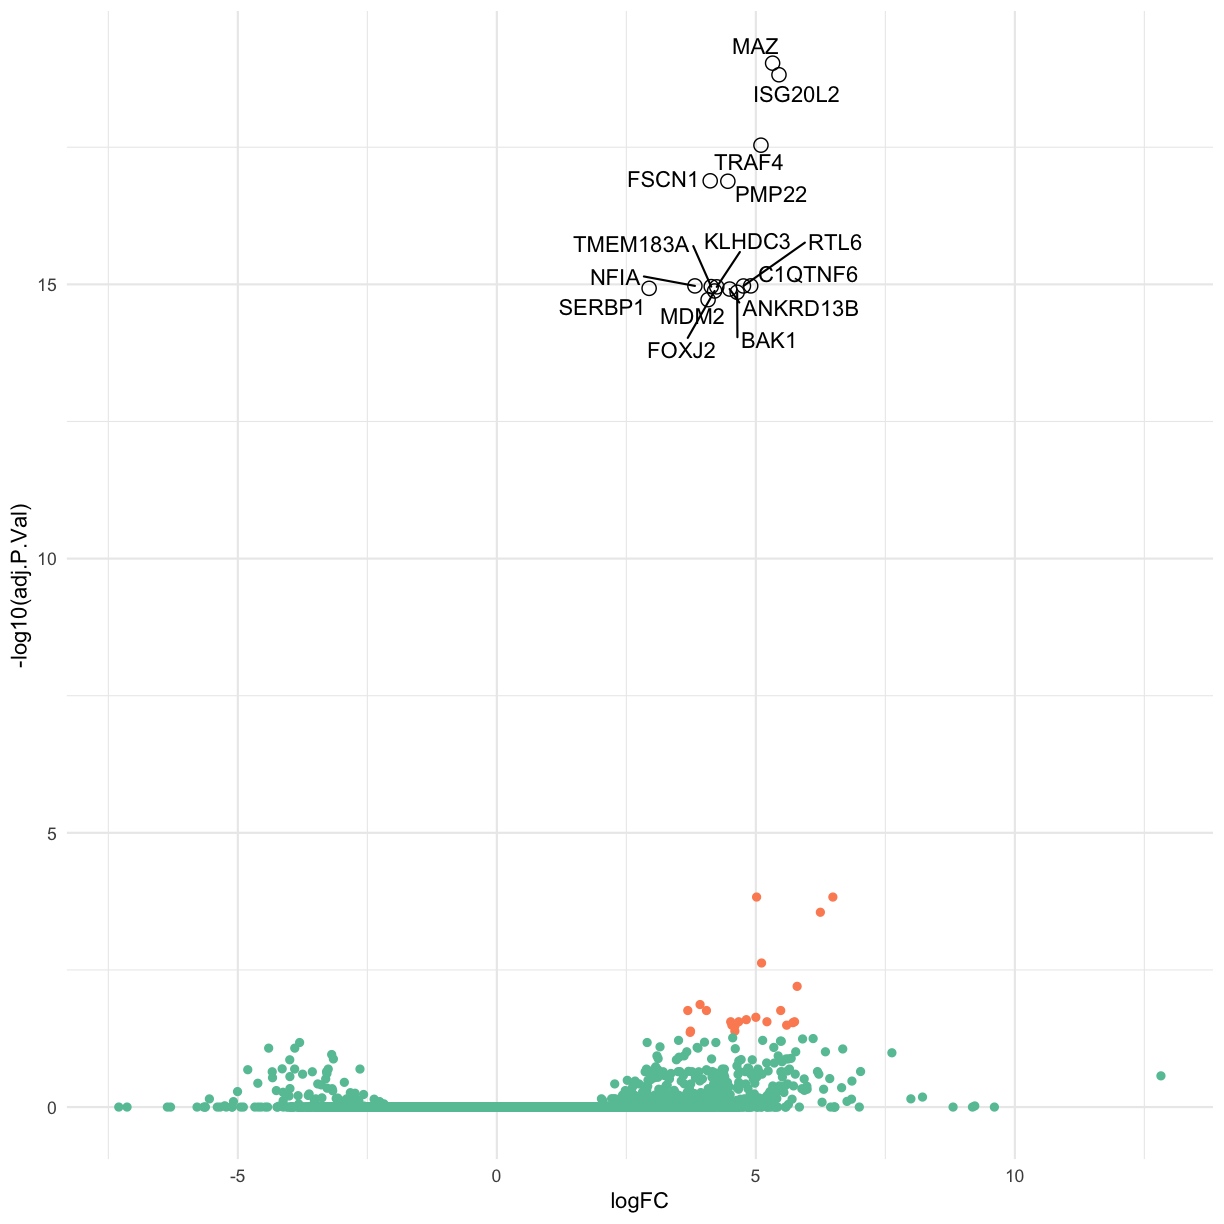 MAZ
ISG20L2
TRAF4
FSCN1
PMP22
TMEM183A
KLHDC3
RTL6
NFIA
C1QTNF6
SERBP1
MDM2
ANKRD13B
FOXJ2
BAK1
15
10
5
0
-log10(adj.P.Val)
-5
0
5
10
logFC